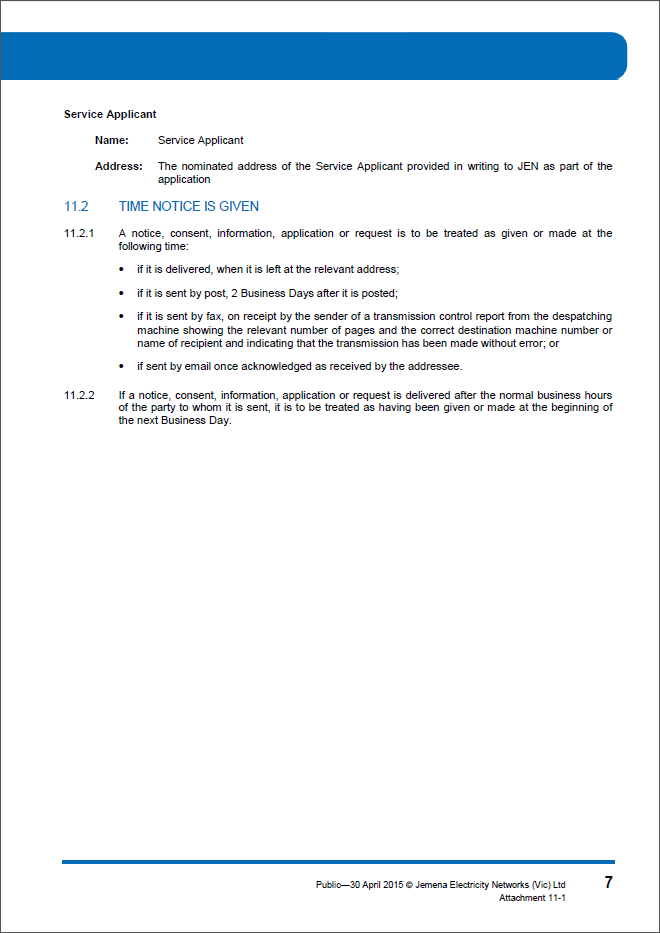 Service Applicant
Name: Service Applicant
Address: The nominated address of the Service Applicant provided in writing to JEN as part of the
application
11.2 TIME NOTICE IS GIVEN
11.2.1 A notice, consent, information, application or request is to be treated as given or made at the
following time:
• if it is delivered, when it is left at the relevant address;
• if it is sent by post, 2 Business Days after it is posted;
• if it is sent by fax, on receipt by the sender of a transmission control report from the despatching
machine showing the relevant number of pages and the correct destination machine number or
name of recipient and indicating that the transmission has been made without error; or
• if sent by email once acknowledged as received by the addressee.
11.2.2 If a notice, consent, information, application or request is delivered after the normal business hours
of the party to whom it is sent, it is to be treated as having been given or made at the beginning of
the next Business Day.
Public—30 April 2015 © Jemena Electricity Networks (Vic) Ltd 7
Attachment 11-1